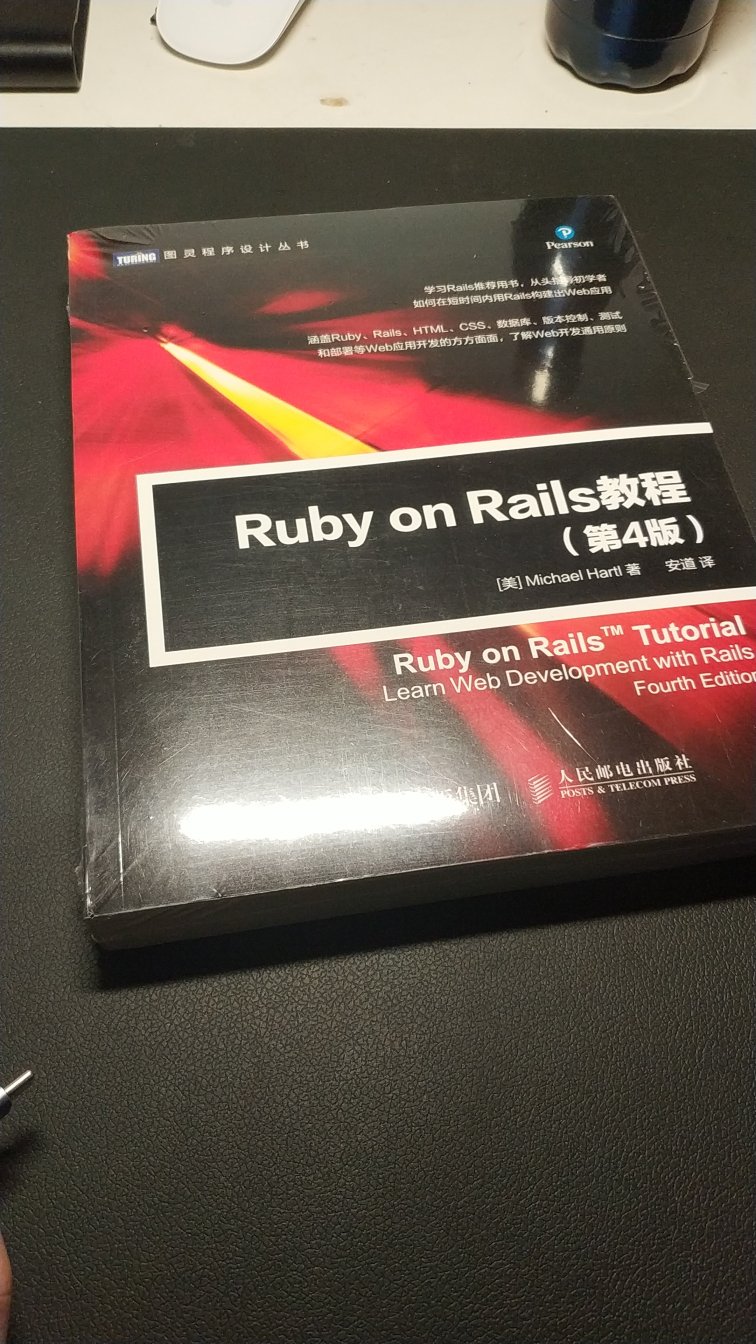 TURING 图灵程序设计丛书
Pearson
学习Rails推荐用书，从头指导初学者
如何在短时间内用Rails构建出Web应用
涵盖Ruby、Rails、HTML、CSS、数据库、版本控制、测试
和部署等Web应用开发的方方面面，了解Web开发通用原则
Ruby on Rails教程
（第4版）
[美] Michael Hartl 著 安道 译
Ruby on Rails™ Tutorial
Learn Web Development with Rails
Fourth Edition
集团
人民邮电出版社
POSTS & TELECOM PRESS